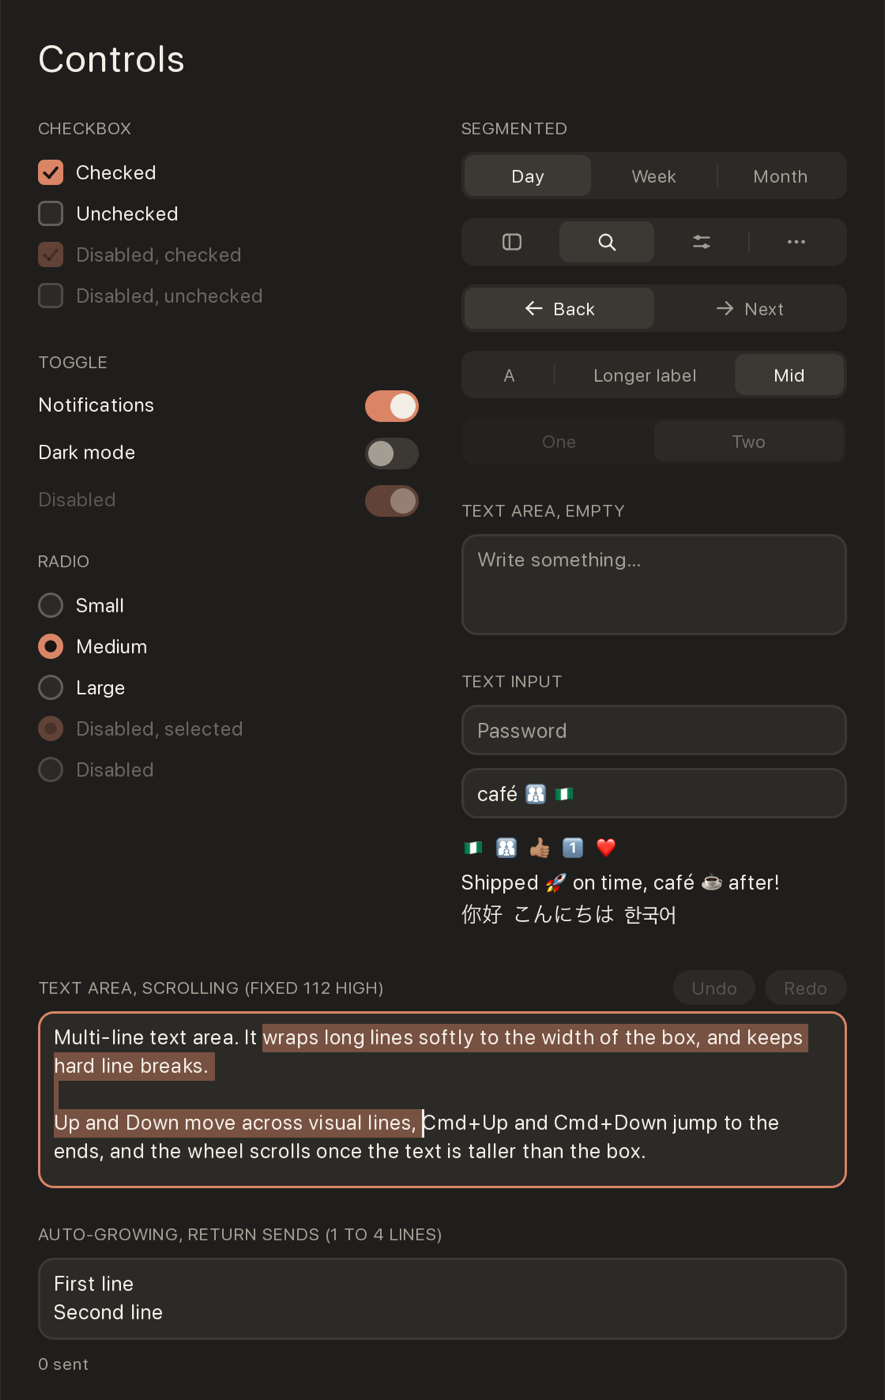 Controls
CHECKBOX
Checked
Unchecked
Disabled, checked
Disabled, unchecked
TOGGLE
Notifications
Dark mode
Disabled
RADIO
Small
Medium
Large
Disabled, selected
Disabled
SEGMENTED
Day Week Month
← Back → Next
A Longer label Mid
One Two
TEXT AREA, EMPTY
Write something...
TEXT INPUT
Password
café 🇳🇬
🇳🇬 👍🏽 1️⃣ ❤️
Shipped 🚀 on time, café ☕ after!
你好 こんにちは 한국어
TEXT AREA, SCROLLING (FIXED 112 HIGH)
Undo Redo
Multi-line text area. It wraps long lines softly to the width of the box, and keeps
hard line breaks.
Up and Down move across visual lines, Cmd+Up and Cmd+Down jump to the
ends, and the wheel scrolls once the text is taller than the box.
AUTO-GROWING, RETURN SENDS (1 TO 4 LINES)
First line
Second line
0 sent